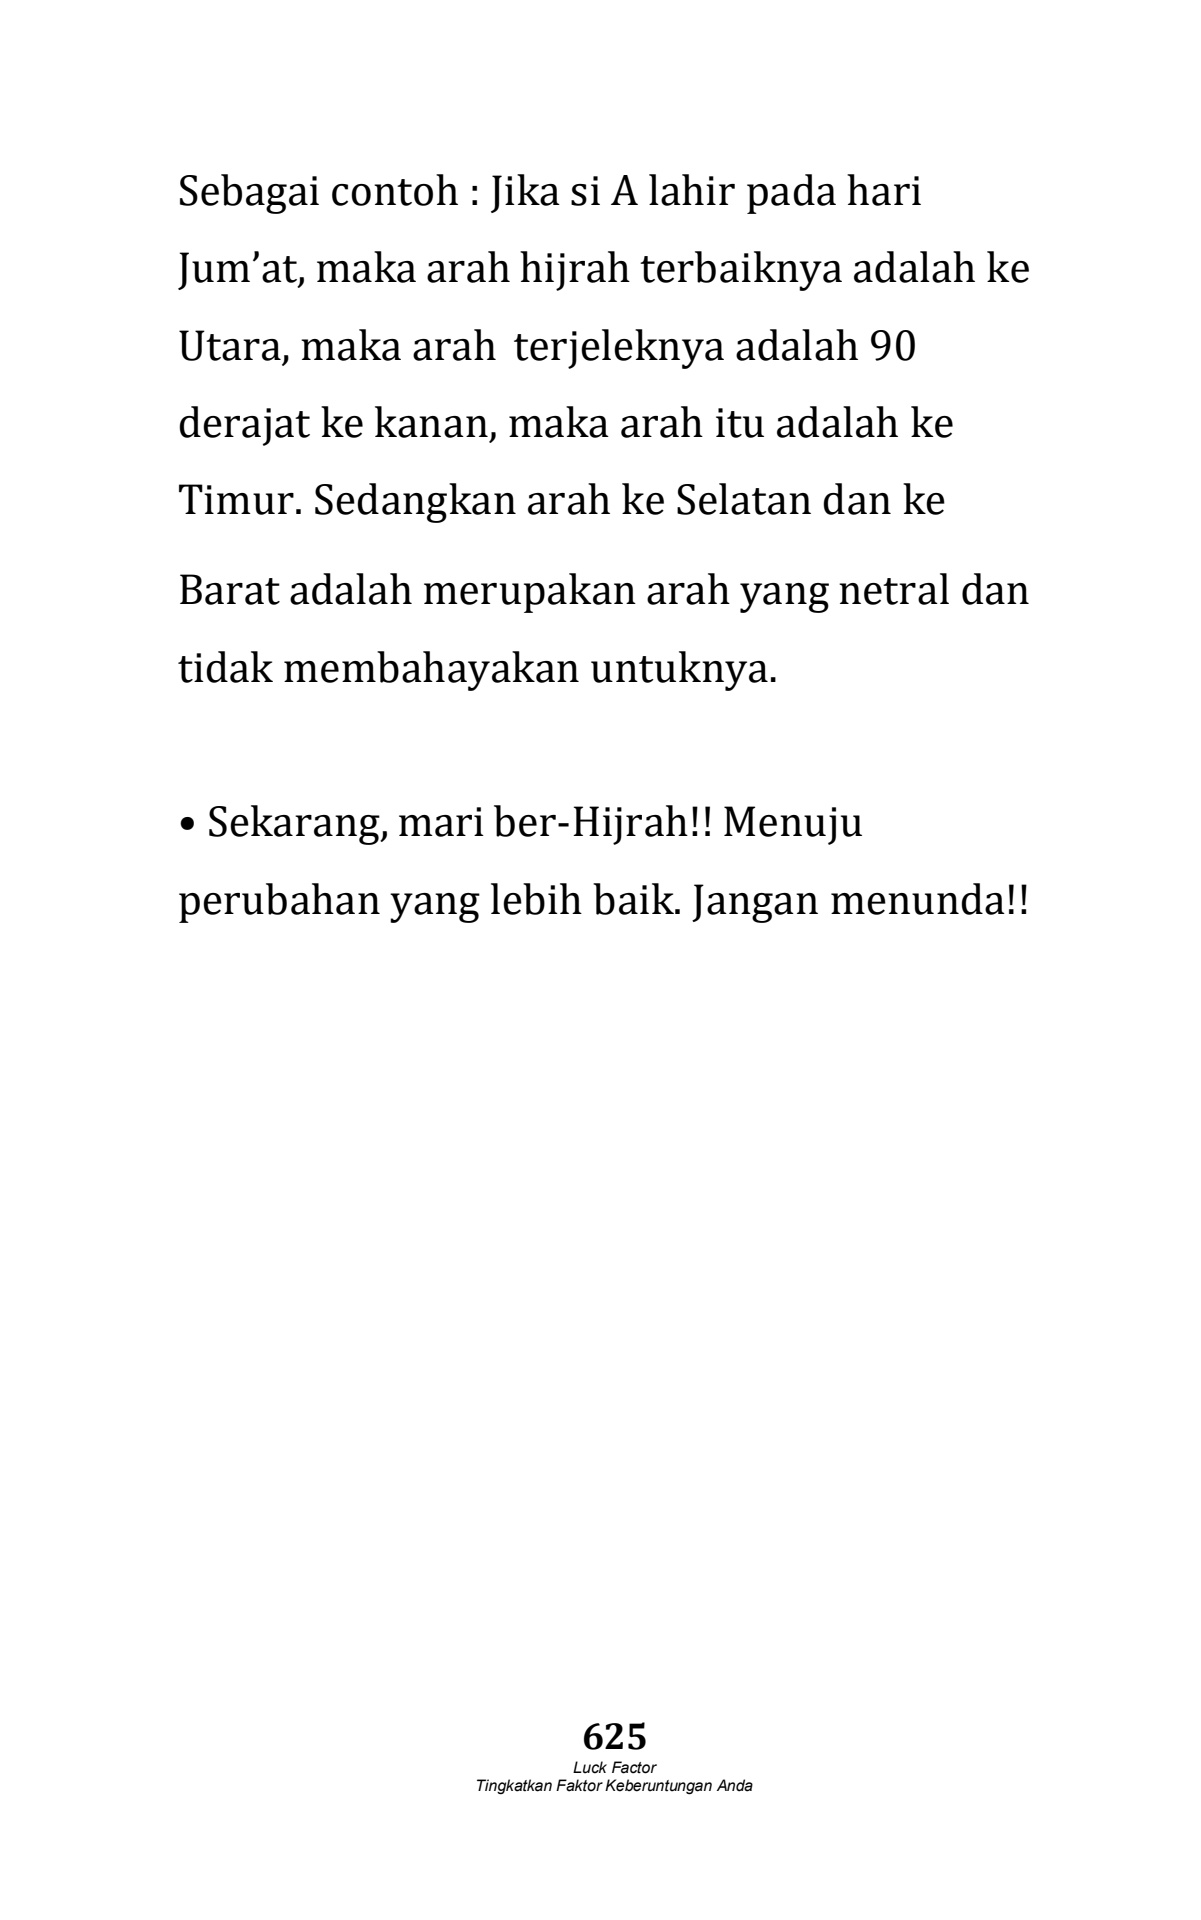 Sebagai contoh : Jika si A lahir pada hari
Jum’at, maka arah hijrah terbaiknya adalah ke
Utara, maka arah terjeleknya adalah 90
derajat ke kanan, maka arah itu adalah ke
Timur. Sedangkan arah ke Selatan dan ke
Barat adalah merupakan arah yang netral dan
tidak membahayakan untuknya.
• Sekarang, mari ber-Hijrah!! Menuju
perubahan yang lebih baik. Jangan menunda!!
625
Luck Factor
Tingkatkan Faktor Keberuntungan Anda